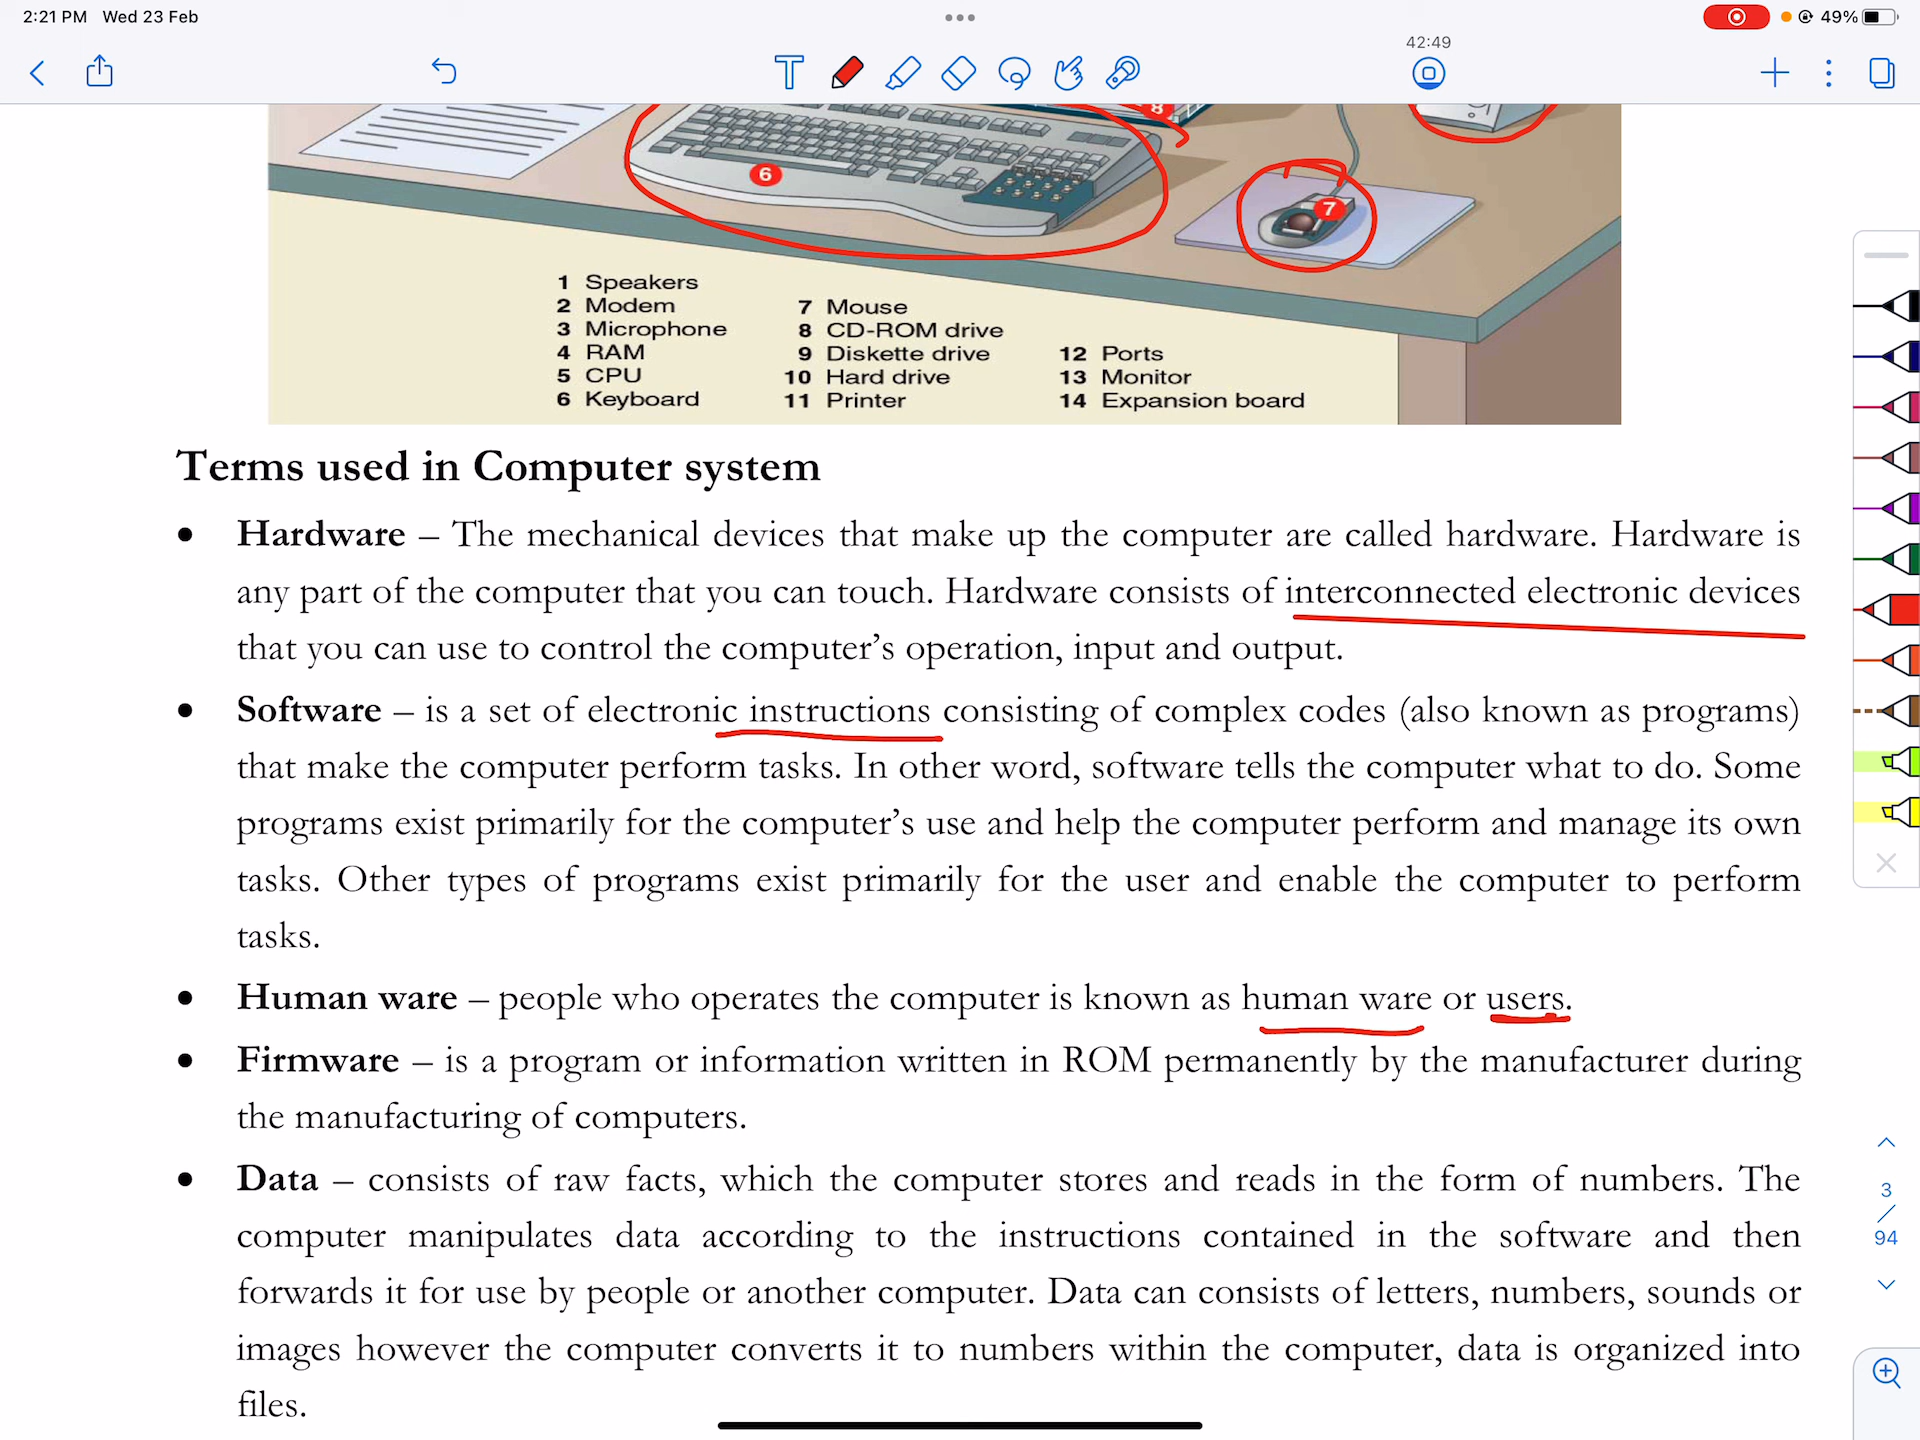 2:21 PM Wed 23 Feb
49%
42:49
8
6
7
1 Speakers
2 Modem
3 Microphone
4 RAM
5 CPU
6 Keyboard
7 Mouse
8 CD-ROM drive
9 Diskette drive
10 Hard drive
11 Printer
12 Ports
13 Monitor
14 Expansion board
Terms used in Computer system
• Hardware – The mechanical devices that make up the computer are called hardware. Hardware is
any part of the computer that you can touch. Hardware consists of interconnected electronic devices
that you can use to control the computer’s operation, input and output.
• Software – is a set of electronic instructions consisting of complex codes (also known as programs)
that make the computer perform tasks. In other word, software tells the computer what to do. Some
programs exist primarily for the computer’s use and help the computer perform and manage its own
tasks. Other types of programs exist primarily for the user and enable the computer to perform
tasks.
• Human ware – people who operates the computer is known as human ware or users.
• Firmware – is a program or information written in ROM permanently by the manufacturer during
the manufacturing of computers.
• Data – consists of raw facts, which the computer stores and reads in the form of numbers. The
computer manipulates data according to the instructions contained in the software and then
forwards it for use by people or another computer. Data can consists of letters, numbers, sounds or
images however the computer converts it to numbers within the computer, data is organized into
files.
3
/
94